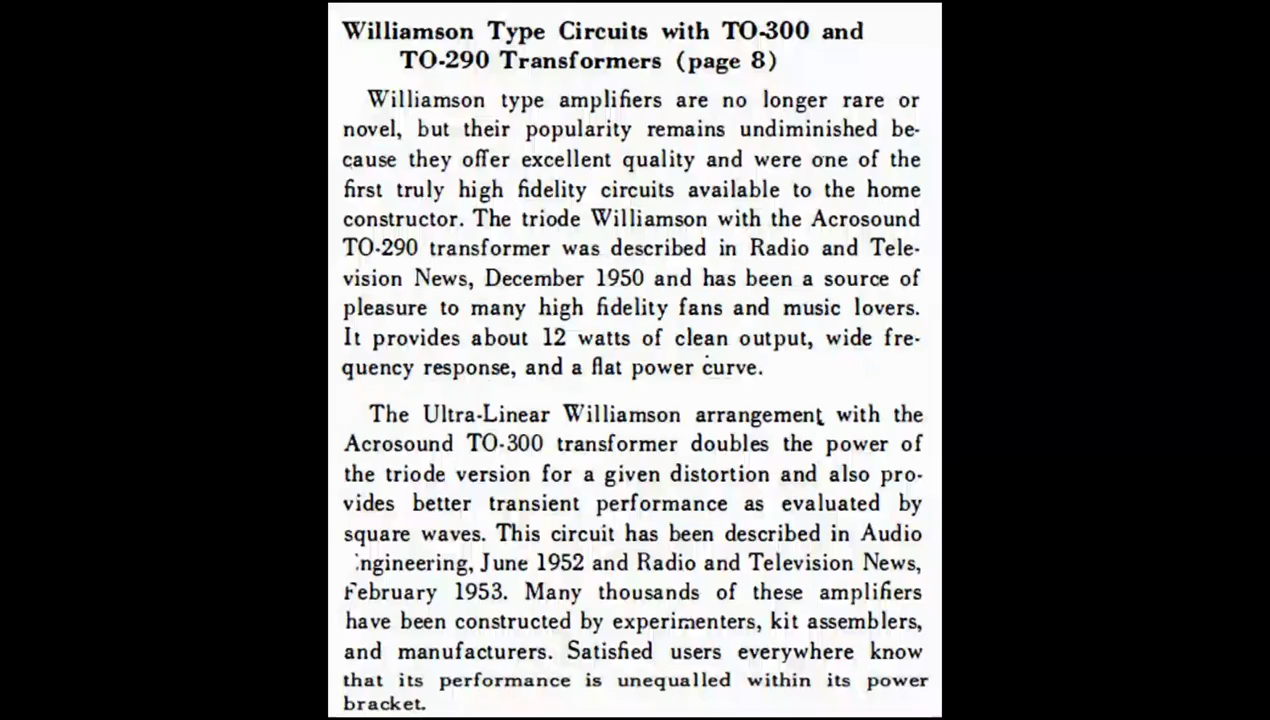 Williamson Type Circuits with TO-300 and
TO-290 Transformers (page 8)
Williamson type amplifiers are no longer rare or
novel, but their popularity remains undiminished be-
cause they offer excellent quality and were one of the
first truly high fidelity circuits available to the home
constructor. The triode Williamson with the Acrosound
TO-290 transformer was described in Radio and Tele-
vision News, December 1950 and has been a source of
pleasure to many high fidelity fans and music lovers.
It provides about 12 watts of clean output, wide fre-
quency response, and a flat power curve.
The Ultra-Linear Williamson arrangement with the
Acrosound TO-300 transformer doubles the power of
the triode version for a given distortion and also pro-
vides better transient performance as evaluated by
square waves. This circuit has been described in Audio
Engineering, June 1952 and Radio and Television News,
February 1953. Many thousands of these amplifiers
have been constructed by experimenters, kit assemblers,
and manufacturers. Satisfied users everywhere know
that its performance is unequalled within its power
bracket.